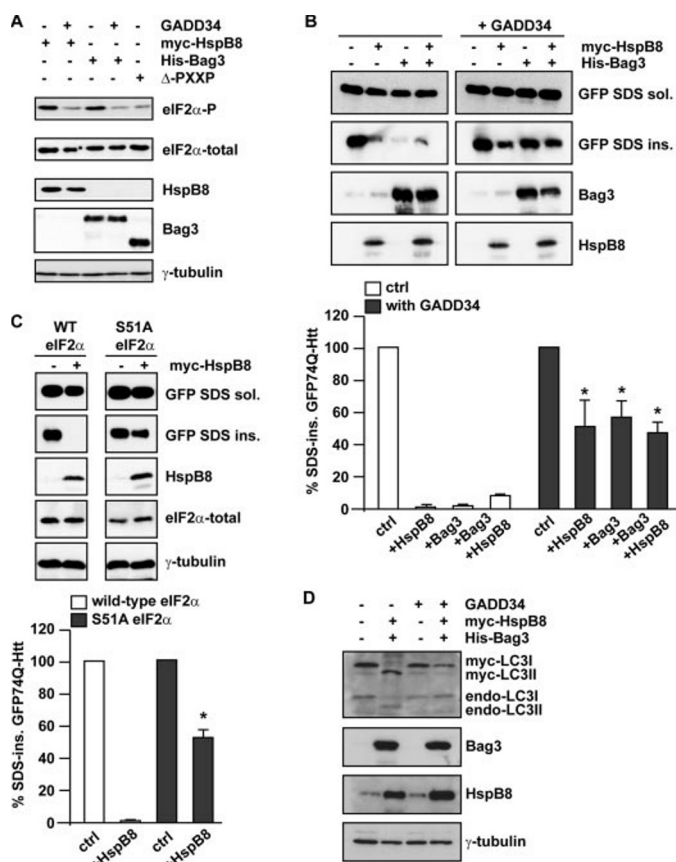 A
GADD34 - + - + -
myc-HspB8 + + - - -
His-Bag3 - - + + -
Δ-PXXP - - - - +
eIF2α-P
eIF2α-total
HspB8
Bag3
γ-tubulin
B
+ GADD34
myc-HspB8 - + - + - + - +
His-Bag3 - - + + - - + +
GFP SDS sol.
GFP SDS ins.
Bag3
HspB8
ctrl
with GADD34
% SDS-ins. GFP74Q-Htt
100
80
60
40
20
0
* * *
ctrl
+HspB8
+Bag3
+Bag3
+HspB8
ctrl
+HspB8
+Bag3
+Bag3
+HspB8
C
WT S51A
eIF2α eIF2α
- + - + myc-HspB8
GFP SDS sol.
GFP SDS ins.
HspB8
eIF2α-total
γ-tubulin
wild-type eIF2α
S51A eIF2α
% SDS-ins. GFP74Q-Htt
100
80
60
40
20
0
*
ctrl
+HspB8
ctrl
+HspB8
D
- - + + GADD34
- + - + myc-HspB8
- + - + His-Bag3
myc-LC3I
myc-LC3II
endo-LC3I
endo-LC3II
Bag3
HspB8
γ-tubulin